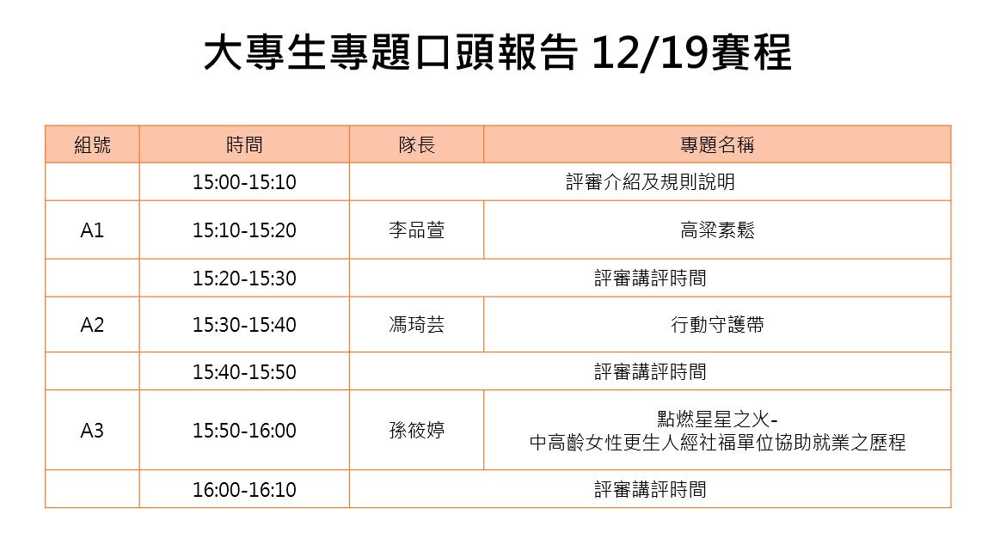 大專生專題口頭報告 12/19賽程
組號 時間 隊長 專題名稱
15:00-15:10 評審介紹及規則說明
A1 15:10-15:20 李品萱 高粱素鬆
15:20-15:30 評審講評時間
A2 15:30-15:40 馮琦芸 行動守護帶
15:40-15:50 評審講評時間
A3 15:50-16:00 孫筱婷 點燃星星之火-
中高齡女性更生人經社福單位協助就業之歷程
16:00-16:10 評審講評時間